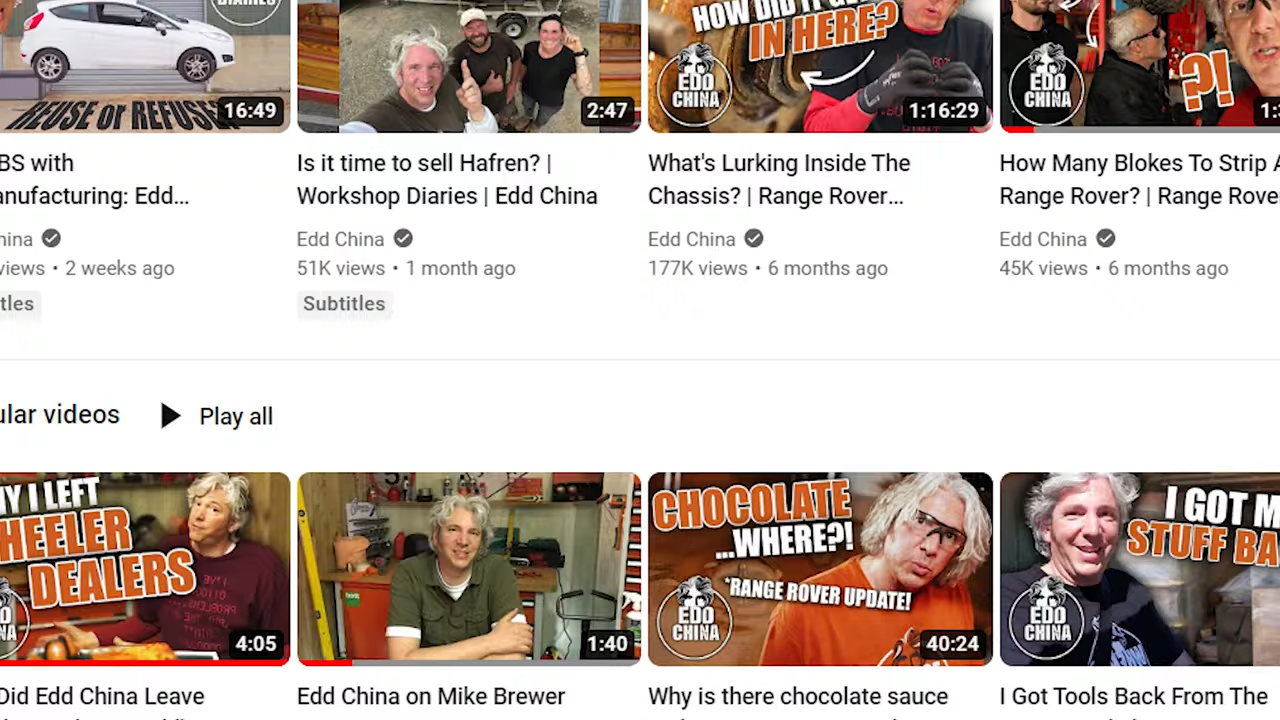 DIARIES
REUSE or REFUSE
16:49
2:47
HOW DID IT
IN HERE?
EDD
CHINA
1:16:29
EDD
CHINA
?!
1:
BS with
anufacturing: Edd...
hina
views • 2 weeks ago
tles
Is it time to sell Hafren? |
Workshop Diaries | Edd China
Edd China
51K views • 1 month ago
Subtitles
What's Lurking Inside The
Chassis? | Range Rover...
Edd China
177K views • 6 months ago
How Many Blokes To Strip A
Range Rover? | Range Rove
Edd China
45K views • 6 months ago
ular videos
Play all
Y I LEFT
HEELER
DEALERS
4:05
1:40
CHOCOLATE
...WHERE?!
*RANGE ROVER UPDATE!
EDD
CHINA
40:24
I GOT M
STUFF BA
EDD
CHINA
Did Edd China Leave
Edd China on Mike Brewer
Why is there chocolate sauce
I Got Tools Back From The